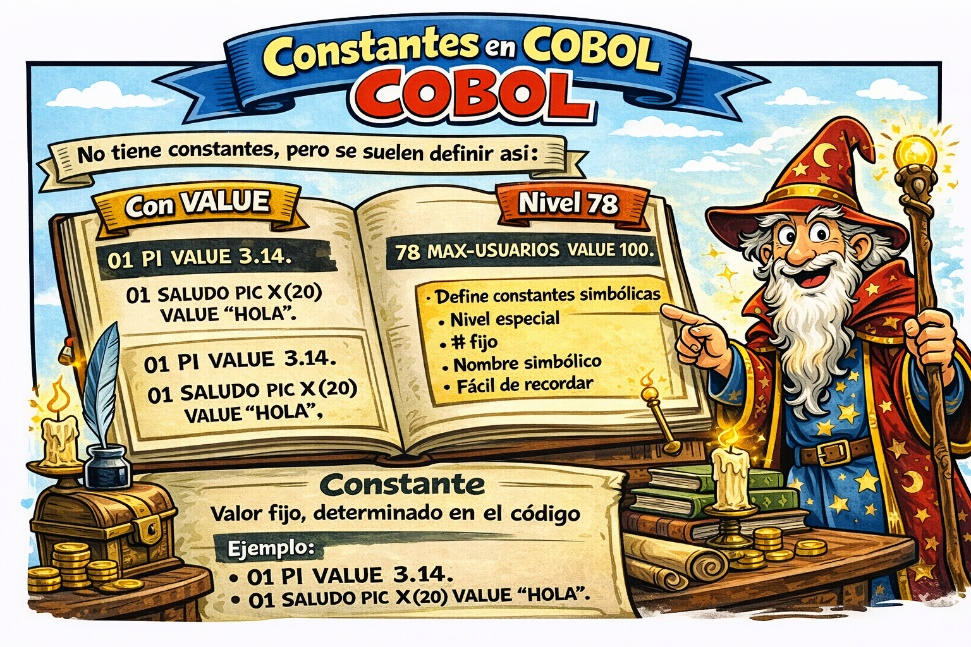 Constantes en COBOL
COBOL
No tiene constantes, pero se suelen definir asi:
Con VALUE
01 PI VALUE 3.14.
01 SALUDO PIC X(20)
VALUE "HOLA".
01 PI VALUE 3.14.
01 SALUDO PIC X(20)
VALUE "HOLA",
Nivel 78
78 MAX-USUARIOS VALUE 100.
· Define constantes simbólicas
• Nivel especial
• # fijo
• Nombre simbólico
• Fácil de recordar
Constante
Valor fijo, determinado en el código
Ejemplo:
• 01 PI VALUE 3.14.
• 01 SALUDO PIC X(20) VALUE "HOLA".